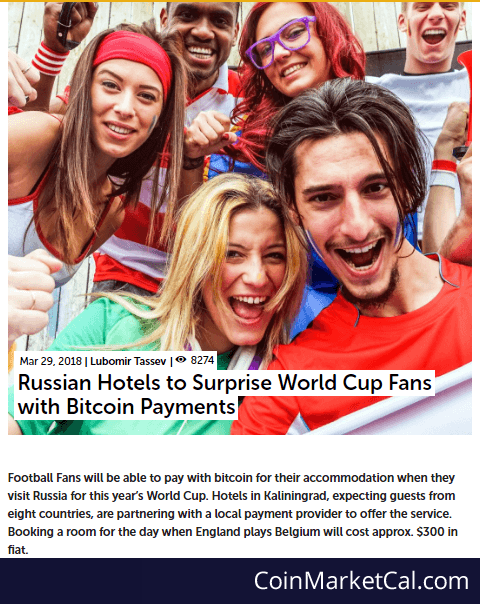 Mar 29, 2018 | Lubomir Tassev | 8274
Russian Hotels to Surprise World Cup Fans
with Bitcoin Payments
Football Fans will be able to pay with bitcoin for their accommodation when they
visit Russia for this year’s World Cup. Hotels in Kaliningrad, expecting guests from
eight countries, are partnering with a local payment provider to offer the service.
Booking a room for the day when England plays Belgium will cost approx. $300 in
fiat.
CoinMarketCal.com